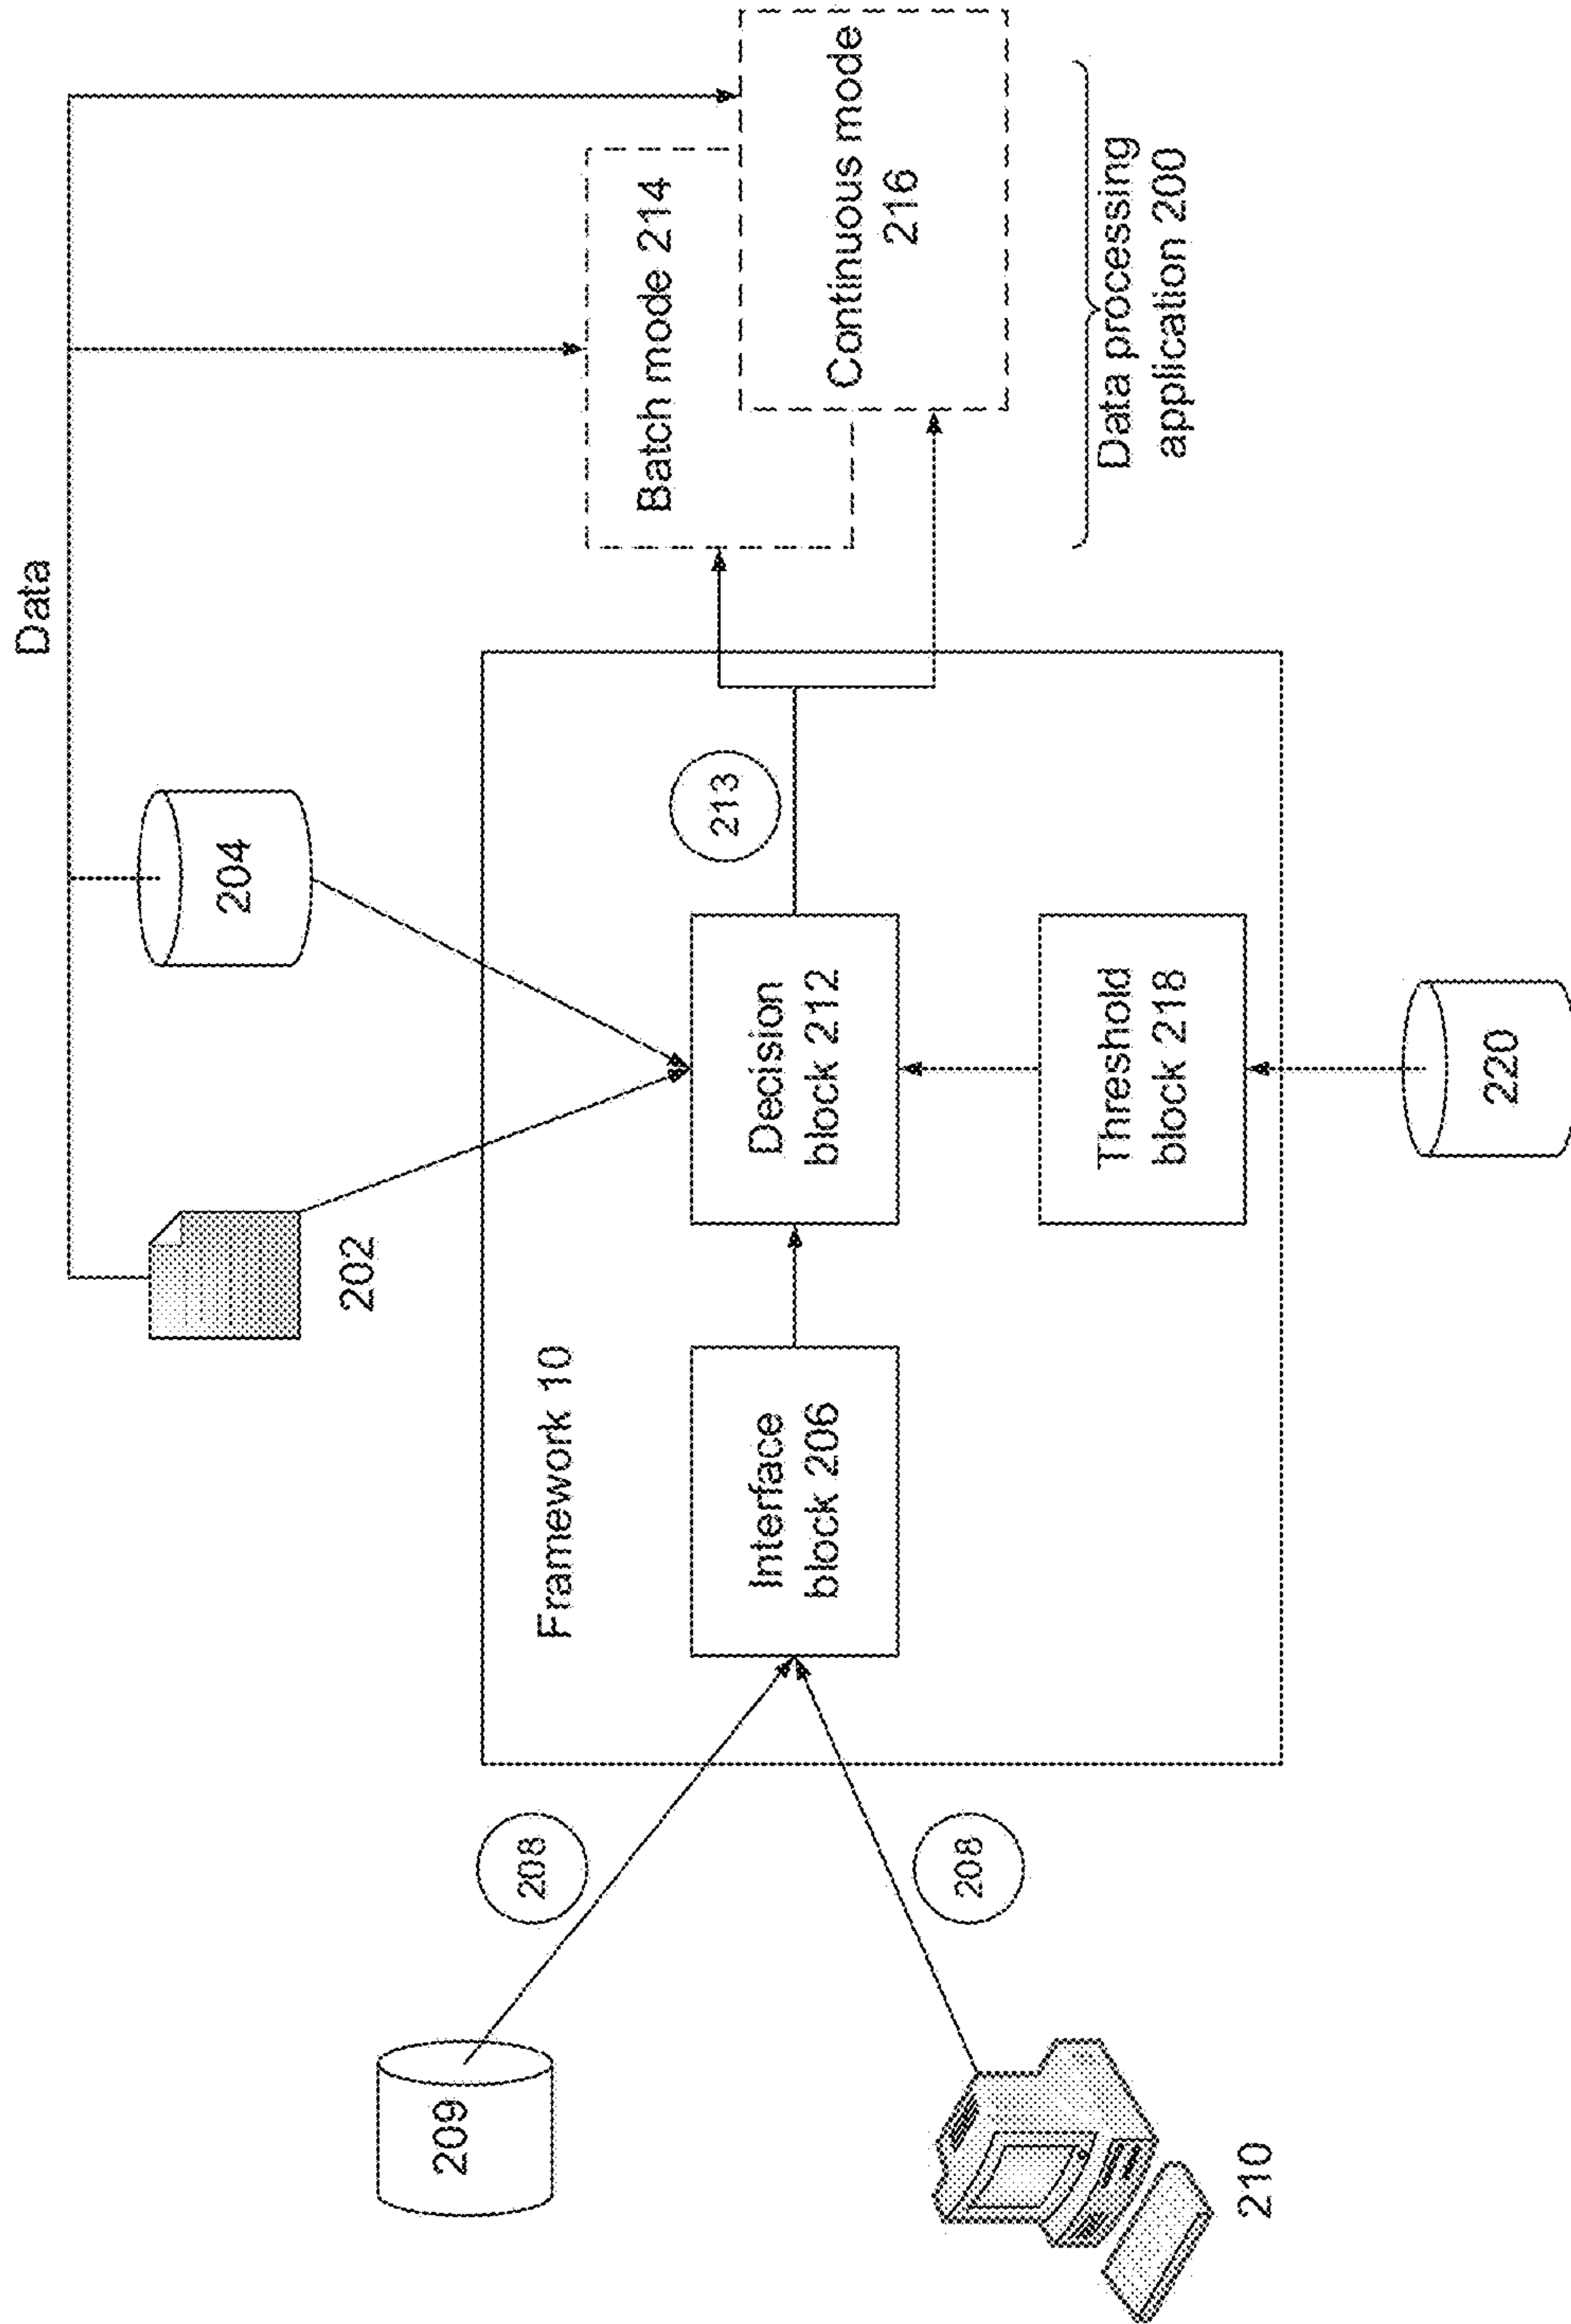 Data
204
202
209
208
Framework 10
Batch mode 214
213
Interface
block 206
Decision
block 212
Continuous mode
216
208
Threshold
block 218
Data processing
application 200
210
220